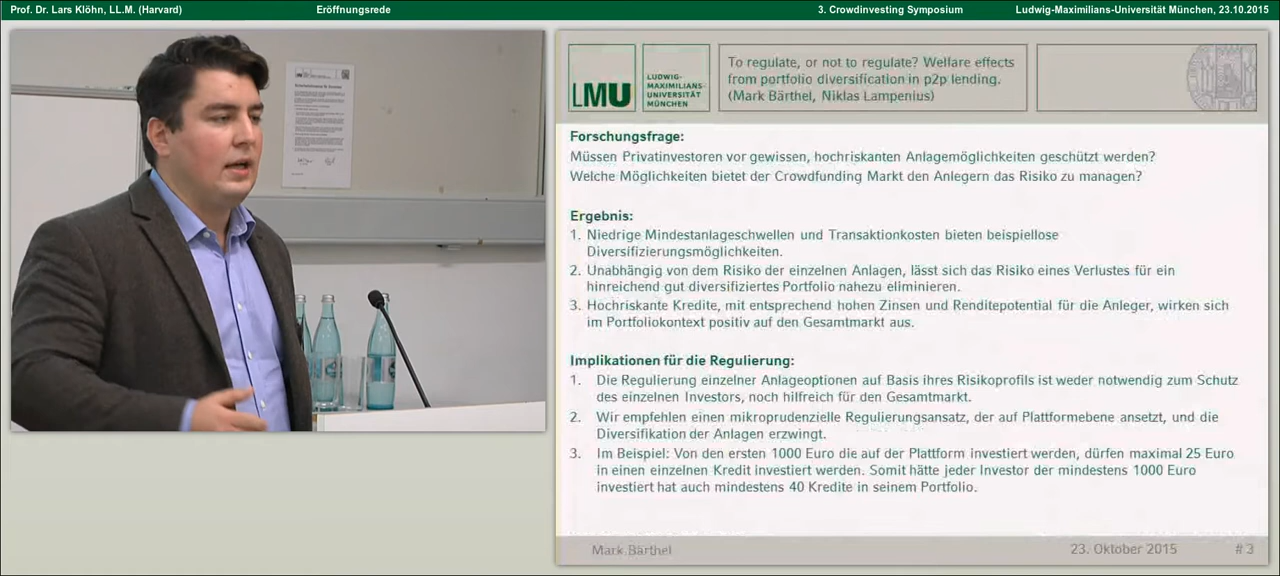 Prof. Dr. Lars Klöhn, LL.M. (Harvard)
Eröffnungsrede
3. Crowdinvesting Symposium
Ludwig-Maximilians-Universität München, 23.10.2015
LMU
LUDWIG-
MAXIMILIANS-
UNIVERSITÄT
MÜNCHEN
To regulate, or not to regulate? Welfare effects
from portfolio diversification in p2p lending.
(Mark Bärthel, Niklas Lampenius)
Forschungsfrage:
Müssen Privatinvestoren vor gewissen, hochriskanten Anlagemöglichkeiten geschützt werden?
Welche Möglichkeiten bietet der Crowdfunding Markt den Anlegern das Risiko zu managen?
Ergebnis:
1. Niedrige Mindestanlageschwellen und Transaktionkosten bieten beispiellose
Diversifizierungsmöglichkeiten.
2. Unabhängig von dem Risiko der einzelnen Anlagen, lässt sich das Risiko eines Verlustes für ein
hinreichend gut diversifiziertes Portfolio nahezu eliminieren.
3. Hochriskante Kredite, mit entsprechend hohen Zinsen und Renditepotential für die Anleger, wirken sich
im Portfoliokontext positiv auf den Gesamtmarkt aus.
Implikationen für die Regulierung:
1. Die Regulierung einzelner Anlageoptionen auf Basis ihres Risikoprofils ist weder notwendig zum Schutz
des einzelnen Investors, noch hilfreich für den Gesamtmarkt.
2. Wir empfehlen einen mikroprudenzielle Regulierungsansatz, der auf Plattformebene ansetzt, und die
Diversifikation der Anlagen erzwingt.
3. Im Beispiel: Von den ersten 1000 Euro die auf der Plattform investiert werden, dürfen maximal 25 Euro
in einen einzelnen Kredit investiert werden. Somit hätte jeder Investor der mindestens 1000 Euro
investiert hat auch mindestens 40 Kredite in seinem Portfolio.
Mark Bärthel
23. Oktober 2015
# 3